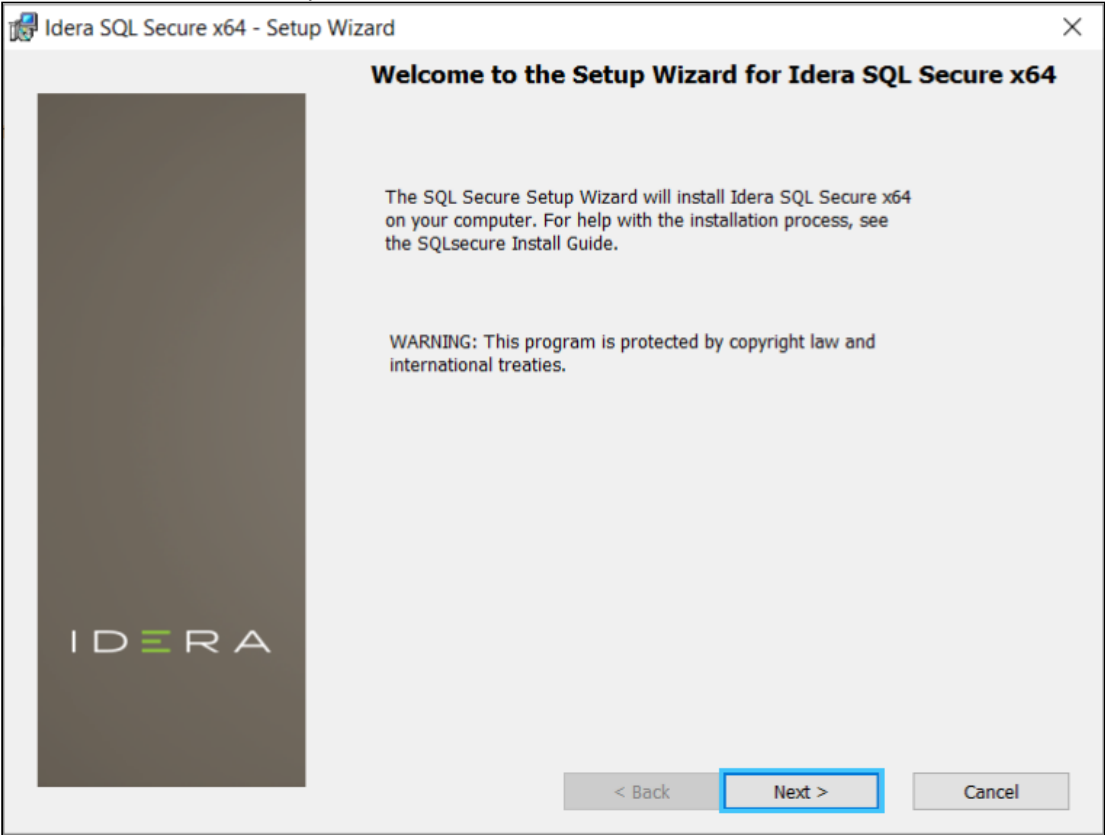 Idera SQL Secure x64 - Setup Wizard
Welcome to the Setup Wizard for Idera SQL Secure x64
The SQL Secure Setup Wizard will install Idera SQL Secure x64
on your computer. For help with the installation process, see
the SQLsecure Install Guide.
WARNING: This program is protected by copyright law and
international treaties.
IDERA
< Back
Next >
Cancel